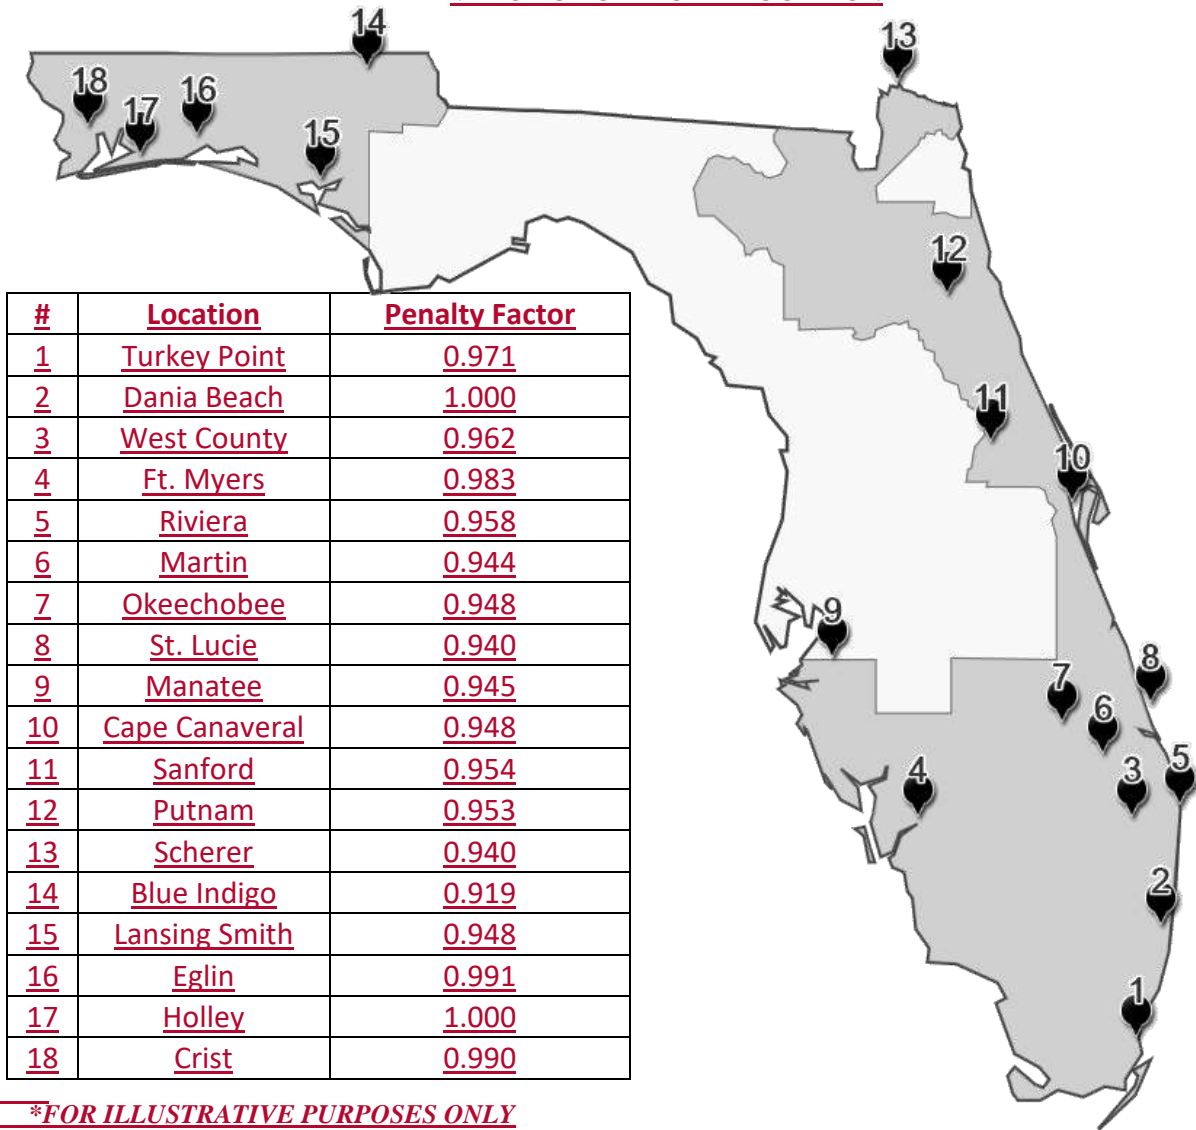 14
13
18
16
17
15
12
# Location Penalty Factor
1 Turkey Point 0.971
2 Dania Beach 1.000
3 West County 0.962
4 Ft. Myers 0.983
5 Riviera 0.958
6 Martin 0.944
7 Okeechobee 0.948
8 St. Lucie 0.940
9 Manatee 0.945
10 Cape Canaveral 0.948
11 Sanford 0.954
12 Putnam 0.953
13 Scherer 0.940
14 Blue Indigo 0.919
15 Lansing Smith 0.948
16 Eglin 0.991
17 Holley 1.000
18 Crist 0.990
11
10
9
8
7
6
5
4
3
2
1
*FOR ILLUSTRATIVE PURPOSES ONLY